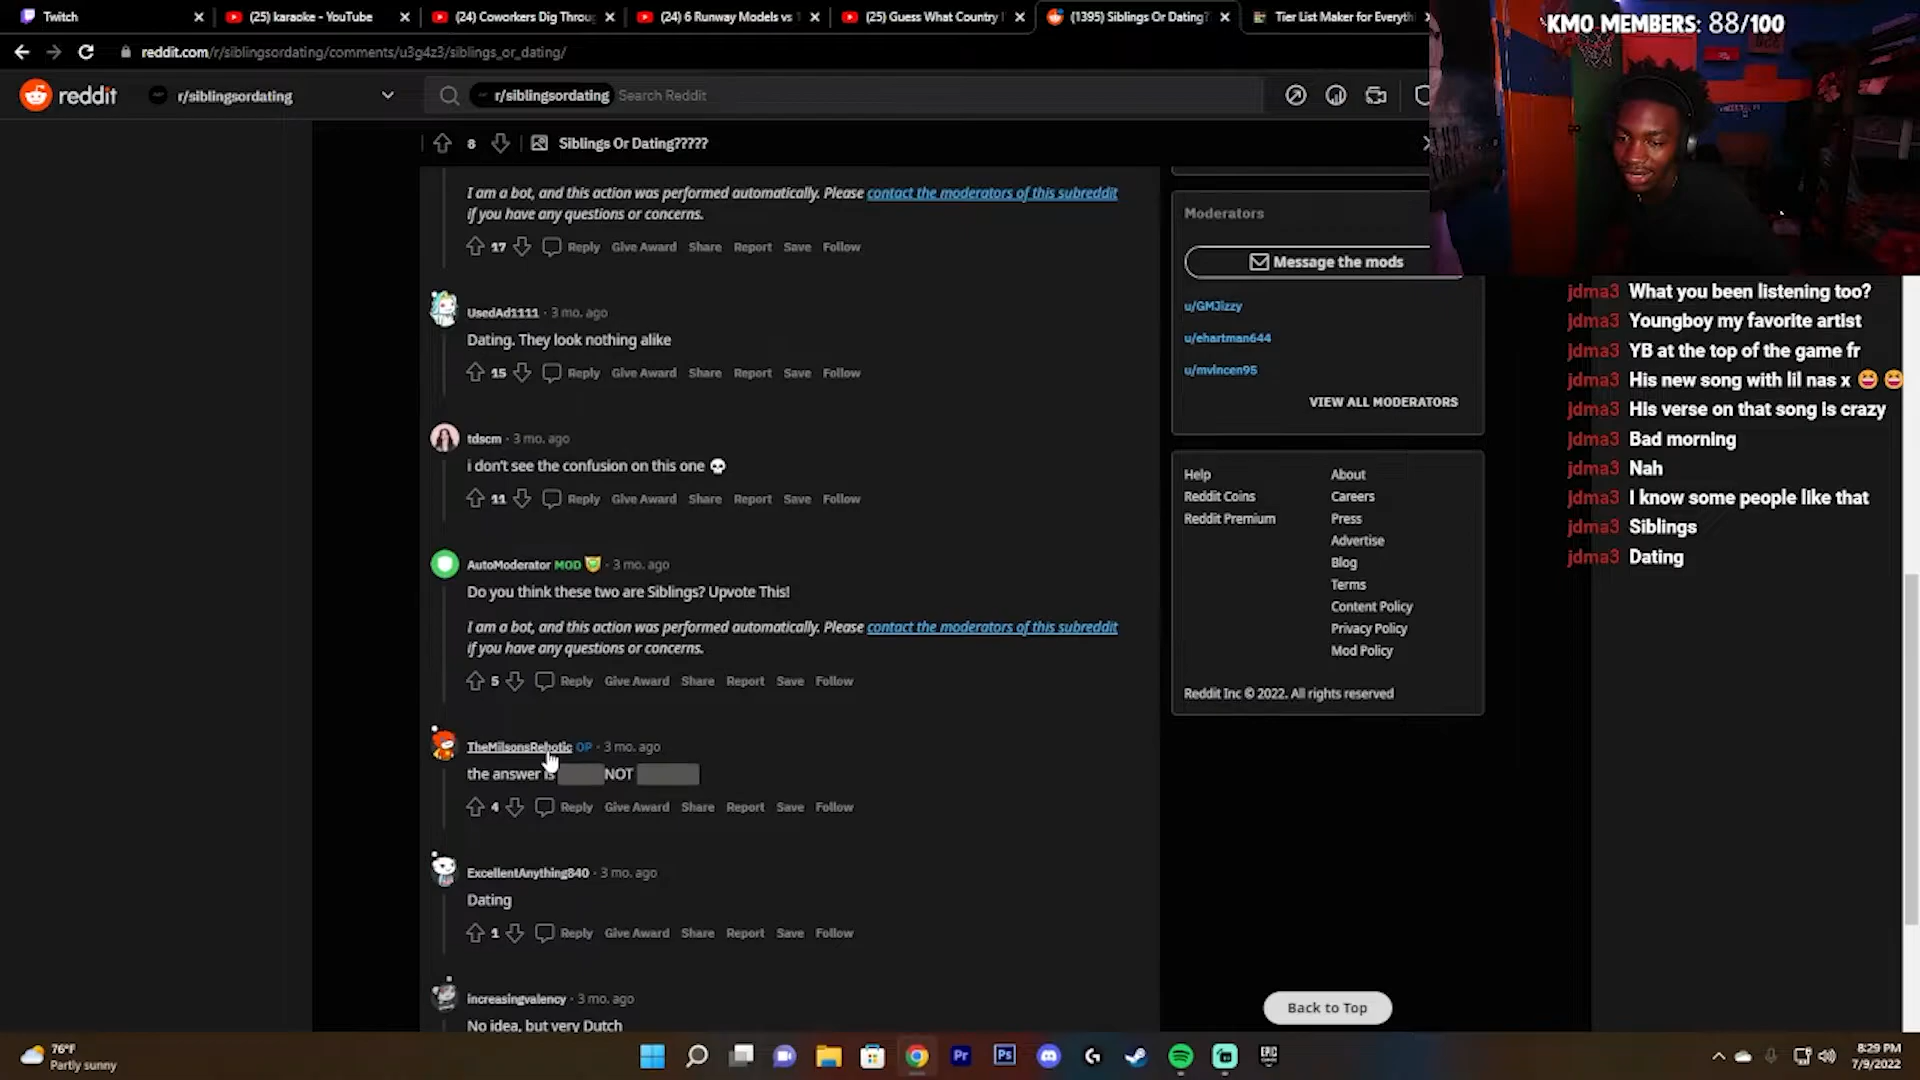 Twitch
(25) karaoke - YouTube
(24) Coworkers Dig Throu
(24) 6 Runway Models vs 1
(25) Guess What Country I
(1395) Siblings Or Dating?
Tier List Maker for Everythi
reddit.com/r/siblingsordating/comments/u3g4z3/siblings_or_dating/
KMO MEMBERS: 88/100
reddit
r/siblingsordating
r/siblingsordating Search Reddit
8
Siblings Or Dating?????
I am a bot, and this action was performed automatically. Please contact the moderators of this subreddit
if you have any questions or concerns.
17 Reply Give Award Share Report Save Follow
UsedAd1111 · 3 mo. ago
Dating. They look nothing alike
15 Reply Give Award Share Report Save Follow
tdscm · 3 mo. ago
i don't see the confusion on this one 💀
11 Reply Give Award Share Report Save Follow
AutoModerator MOD · 3 mo. ago
Do you think these two are Siblings? Upvote This!
I am a bot, and this action was performed automatically. Please contact the moderators of this subreddit
if you have any questions or concerns.
5 Reply Give Award Share Report Save Follow
TheMilsonsRebotic OP · 3 mo. ago
the answer is NOT
4 Reply Give Award Share Report Save Follow
ExcellentAnything840 · 3 mo. ago
Dating
1 Reply Give Award Share Report Save Follow
increasingvalency · 3 mo. ago
No idea, but very Dutch
Moderators
Message the mods
u/GMJizzy
u/ehartman644
u/mvincen95
VIEW ALL MODERATORS
Help
About
Reddit Coins
Careers
Reddit Premium
Press
Advertise
Blog
Terms
Content Policy
Privacy Policy
Mod Policy
Reddit Inc © 2022. All rights reserved
Back to Top
jdma3 What you been listening too?
jdma3 Youngboy my favorite artist
jdma3 YB at the top of the game fr
jdma3 His new song with lil nas x 😆 😆
jdma3 His verse on that song is crazy
jdma3 Bad morning
jdma3 Nah
jdma3 I know some people like that
jdma3 Siblings
jdma3 Dating
76°F
Partly sunny
Pr
Ps
EPIC
8:29 PM
7/9/2022